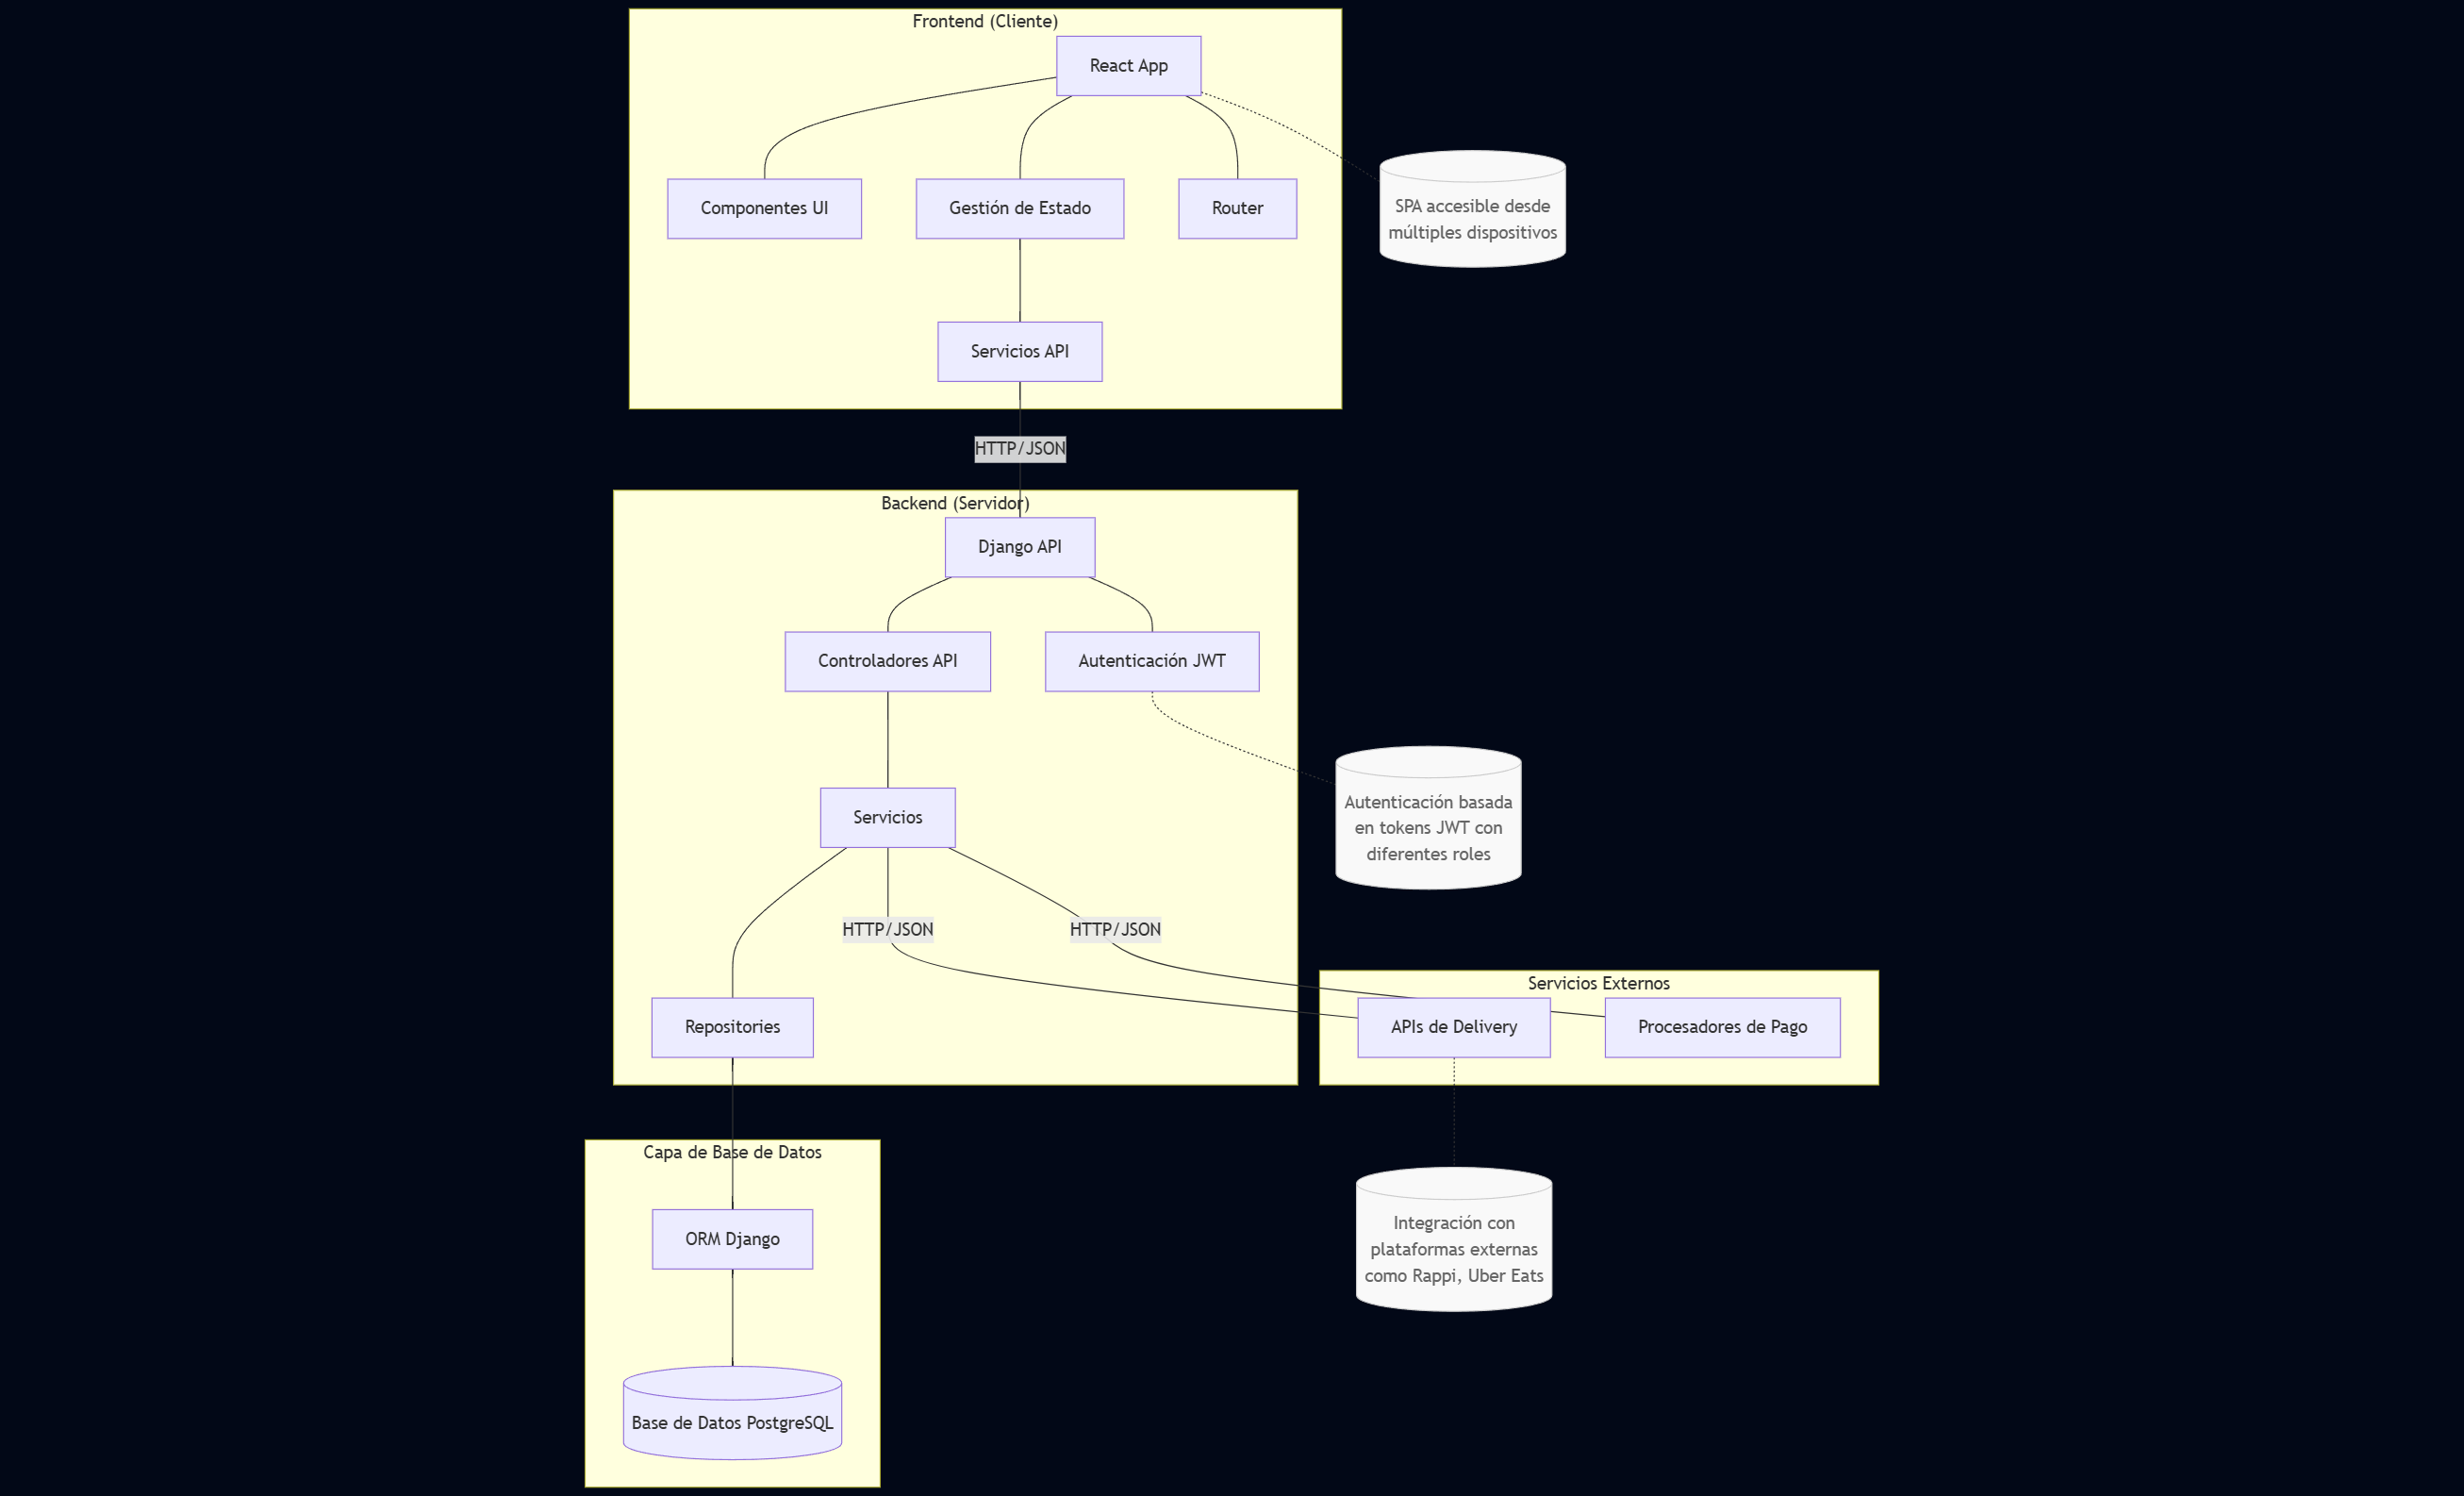 Frontend (Cliente)
React App
Componentes UI
Gestión de Estado
Router
SPA accesible desde
múltiples dispositivos
Servicios API
HTTP/JSON
Backend (Servidor)
Django API
Controladores API
Autenticación JWT
Servicios
Autenticación basada
en tokens JWT con
diferentes roles
HTTP/JSON
HTTP/JSON
Servicios Externos
Repositories
APIs de Delivery
Procesadores de Pago
Capa de Base de Datos
ORM Django
Integración con
plataformas externas
como Rappi, Uber Eats
Base de Datos PostgreSQL